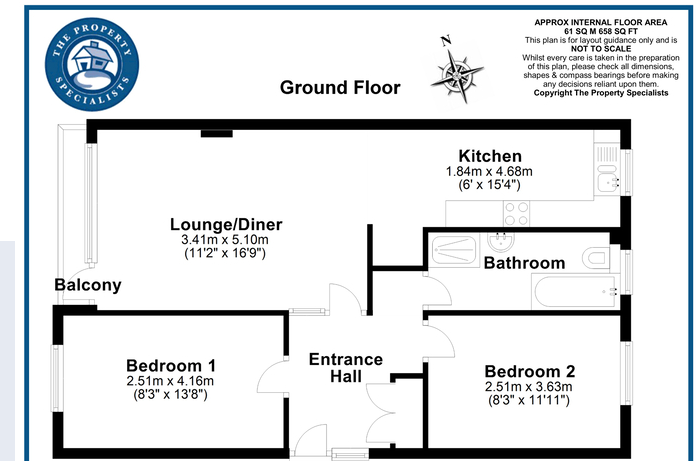 THE PROPERTY
SPECIALISTS
Ground Floor
N
APPROX INTERNAL FLOOR AREA
61 SQ M 658 SQ FT
This plan is for layout guidance only and is
NOT TO SCALE
Whilst every care is taken in the preparation
of this plan, please check all dimensions,
shapes & compass bearings before making
any decisions reliant upon them.
Copyright The Property Specialists
Kitchen
1.84m x 4.68m
(6' x 15'4")
Lounge/Diner
3.41m x 5.10m
(11'2" x 16'9")
Bathroom
Balcony
Bedroom 1
2.51m x 4.16m
(8'3" x 13'8")
Entrance
Hall
Bedroom 2
2.51m x 3.63m
(8'3" x 11'11")